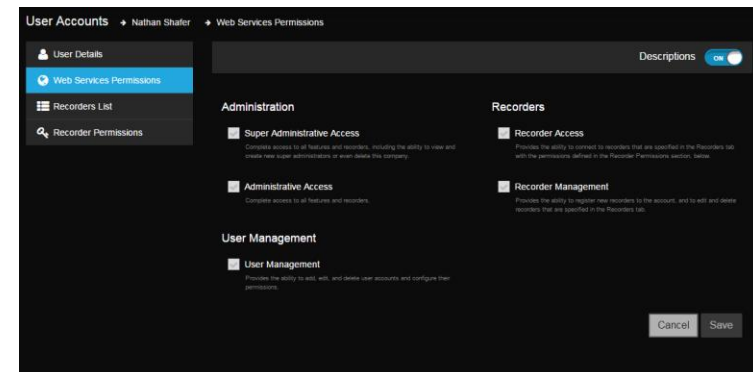 User Accounts → Nathan Shafer → Web Services Permissions
User Details
Web Services Permissions
Recorders List
Recorder Permissions
Descriptions ON
Administration
Super Administrative Access
Complete access to all features and recorders, including the ability to view and
create new super administrators or even delete this company.
Administrative Access
Complete access to all features and recorders.
User Management
User Management
Provides the ability to add, edit, and delete user accounts and configure their
permissions.
Recorders
Recorder Access
Provides the ability to connect to recorders that are specified in the Recorders tab
with the permissions defined in the Recorder Permissions section, below.
Recorder Management
Provides the ability to register new recorders to the account, and to edit and delete
recorders that are specified in the Recorders tab.
Cancel Save